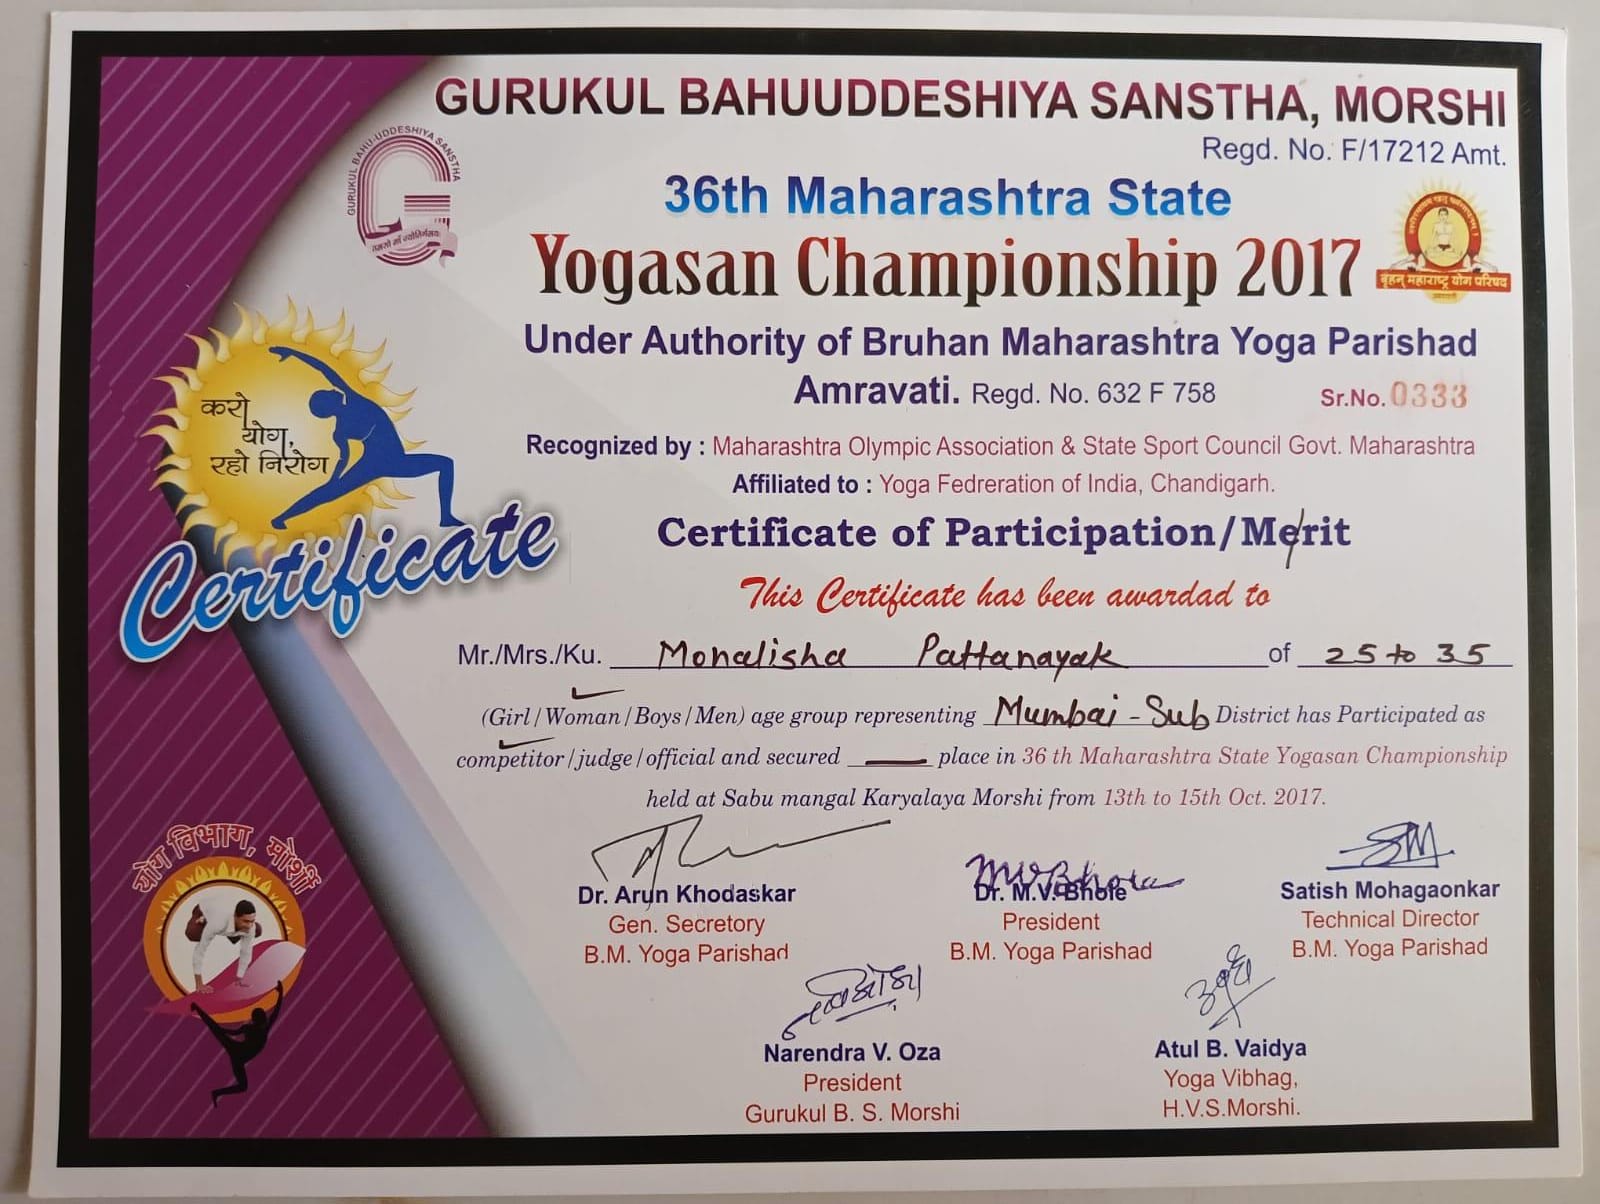 GURUKUL BAHUUDDESHIYA SANSTHA, MORSHI
Regd. No. F/17212 Amt.
GURUKUL BAHU-UDDESHIYA SANSTHA
G
तमसो मॉ ज्योतिर्गमयः
36th Maharashtra State
Yogasan Championship 2017
बृहन् महाराष्ट्र योग परिषद
अमरावती
Under Authority of Bruhan Maharashtra Yoga Parishad
Amravati. Regd. No. 632 F 758
Sr.No. 0333
करो
योग,
रहो निरोग
Recognized by : Maharashtra Olympic Association & State Sport Council Govt. Maharashtra
Affiliated to : Yoga Fedreration of India, Chandigarh.
Certificate
Certificate of Participation/Merit
This Certificate has been awardad to
Mr./Mrs./Ku. Monalisha Pattanayak of 25 to 35
(Girl/Woman/Boys/Men) age group representing Mumbai-Sub District has Participated as
competitor/judge/official and secured — place in 36 th Maharashtra State Yogasan Championship
held at Sabu mangal Karyalaya Morshi from 13th to 15th Oct. 2017.
योग विभाग, मोर्शी
MVBhole
SM
Dr. Arun Khodaskar
Gen. Secretory
B.M. Yoga Parishad
Dr. M.V. Bhole
President
B.M. Yoga Parishad
Satish Mohagaonkar
Technical Director
B.M. Yoga Parishad
Narendra V. Oza
President
Gurukul B. S. Morshi
Atul B. Vaidya
Yoga Vibhag,
H.V.S.Morshi.